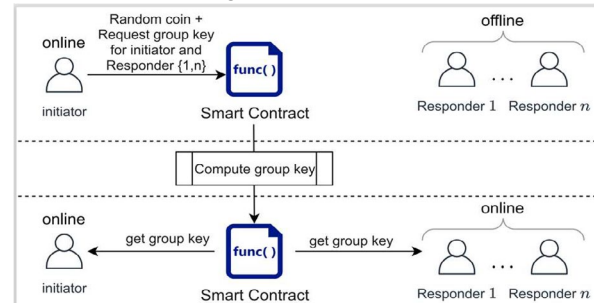 Random coin +
Request group key
for initiator and
Responder {1,n}
online
initiator
func( )
Smart Contract
offline
...
Responder 1 Responder n
Compute group key
online
initiator
get group key
func( )
Smart Contract
get group key
online
...
Responder 1 Responder n